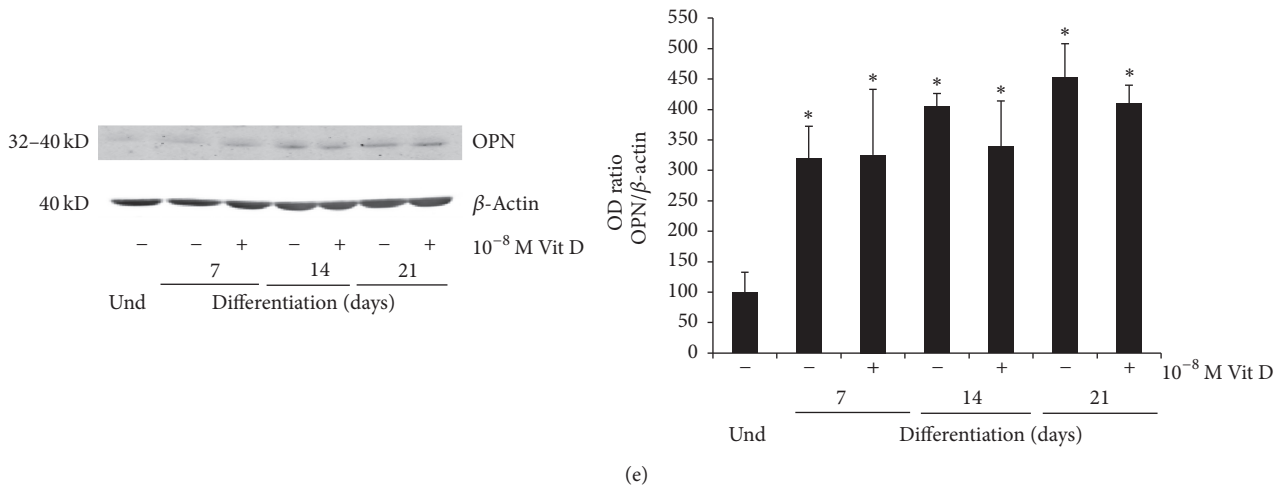 32–40 kD
OPN
40 kD
β-Actin
− − + − + − +
10⁻⁸ M Vit D
7 14 21
Und Differentiation (days)
OD ratio
OPN/β-actin
550
500
450
400
350
300
250
200
150
100
50
0
* * * * * *
− − + − + − +
10⁻⁸ M Vit D
7 14 21
Und Differentiation (days)
(e)